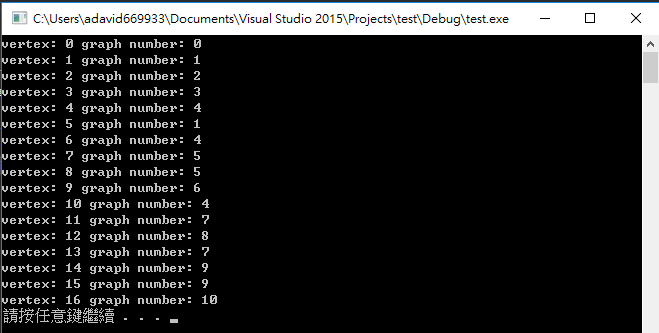 C:\Users\adavid669933\Documents\Visual Studio 2015\Projects\test\Debug\test.exe
vertex: 0 graph number: 0
vertex: 1 graph number: 1
vertex: 2 graph number: 2
vertex: 3 graph number: 3
vertex: 4 graph number: 4
vertex: 5 graph number: 1
vertex: 6 graph number: 4
vertex: 7 graph number: 5
vertex: 8 graph number: 5
vertex: 9 graph number: 6
vertex: 10 graph number: 4
vertex: 11 graph number: 7
vertex: 12 graph number: 8
vertex: 13 graph number: 7
vertex: 14 graph number: 9
vertex: 15 graph number: 9
vertex: 16 graph number: 10
請按任意鍵繼續 . . .